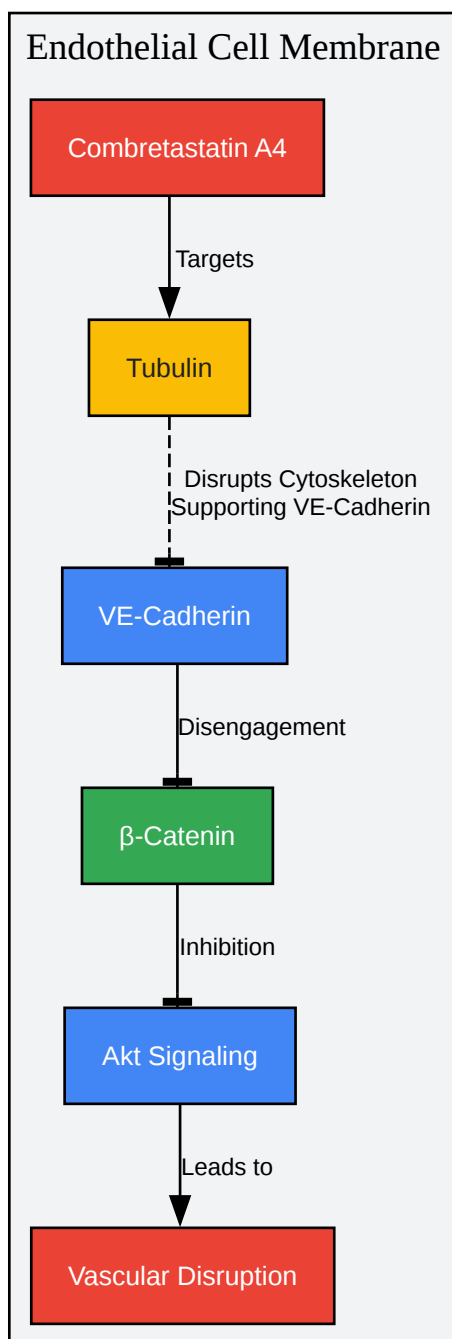 Endothelial Cell Membrane
Combretastatin A4
Targets
Tubulin
Disrupts Cytoskeleton
Supporting VE-Cadherin
VE-Cadherin
Disengagement
β-Catenin
Inhibition
Akt Signaling
Leads to
Vascular Disruption